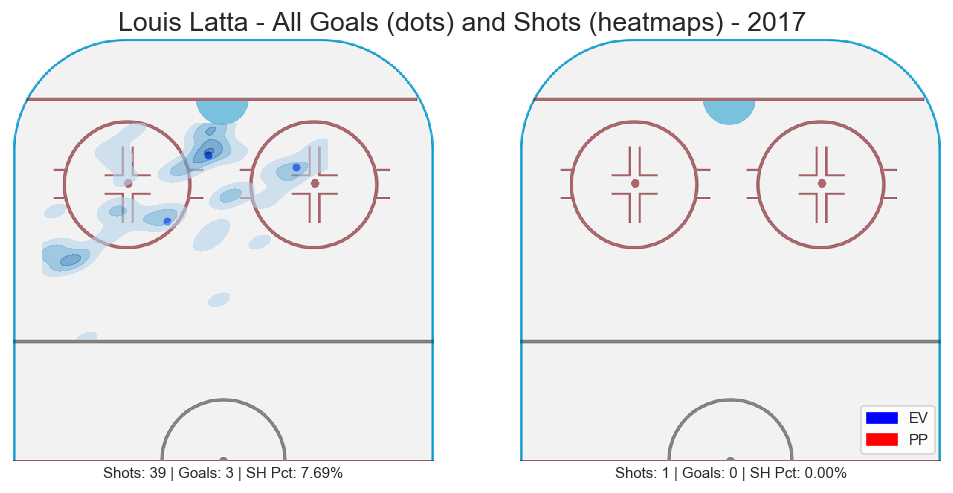 Louis Latta - All Goals (dots) and Shots (heatmaps) - 2017
EV
PP
Shots: 39 | Goals: 3 | SH Pct: 7.69%
Shots: 1 | Goals: 0 | SH Pct: 0.00%